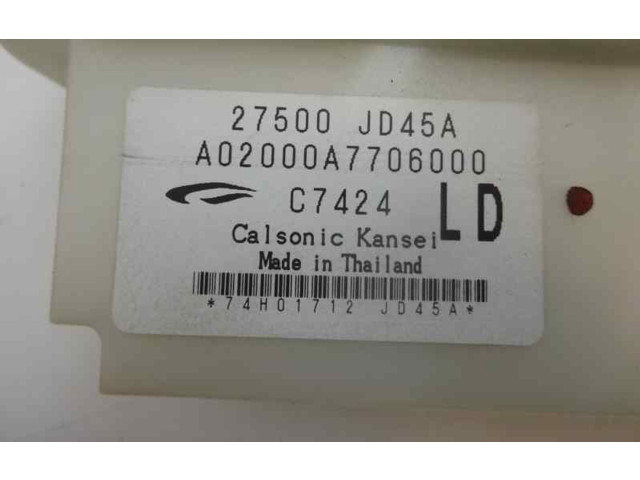 27500 JD45A
A02000A7706000
C7424 LD
Calsonic Kansei
Made in Thailand
*74H01712 JD45A*